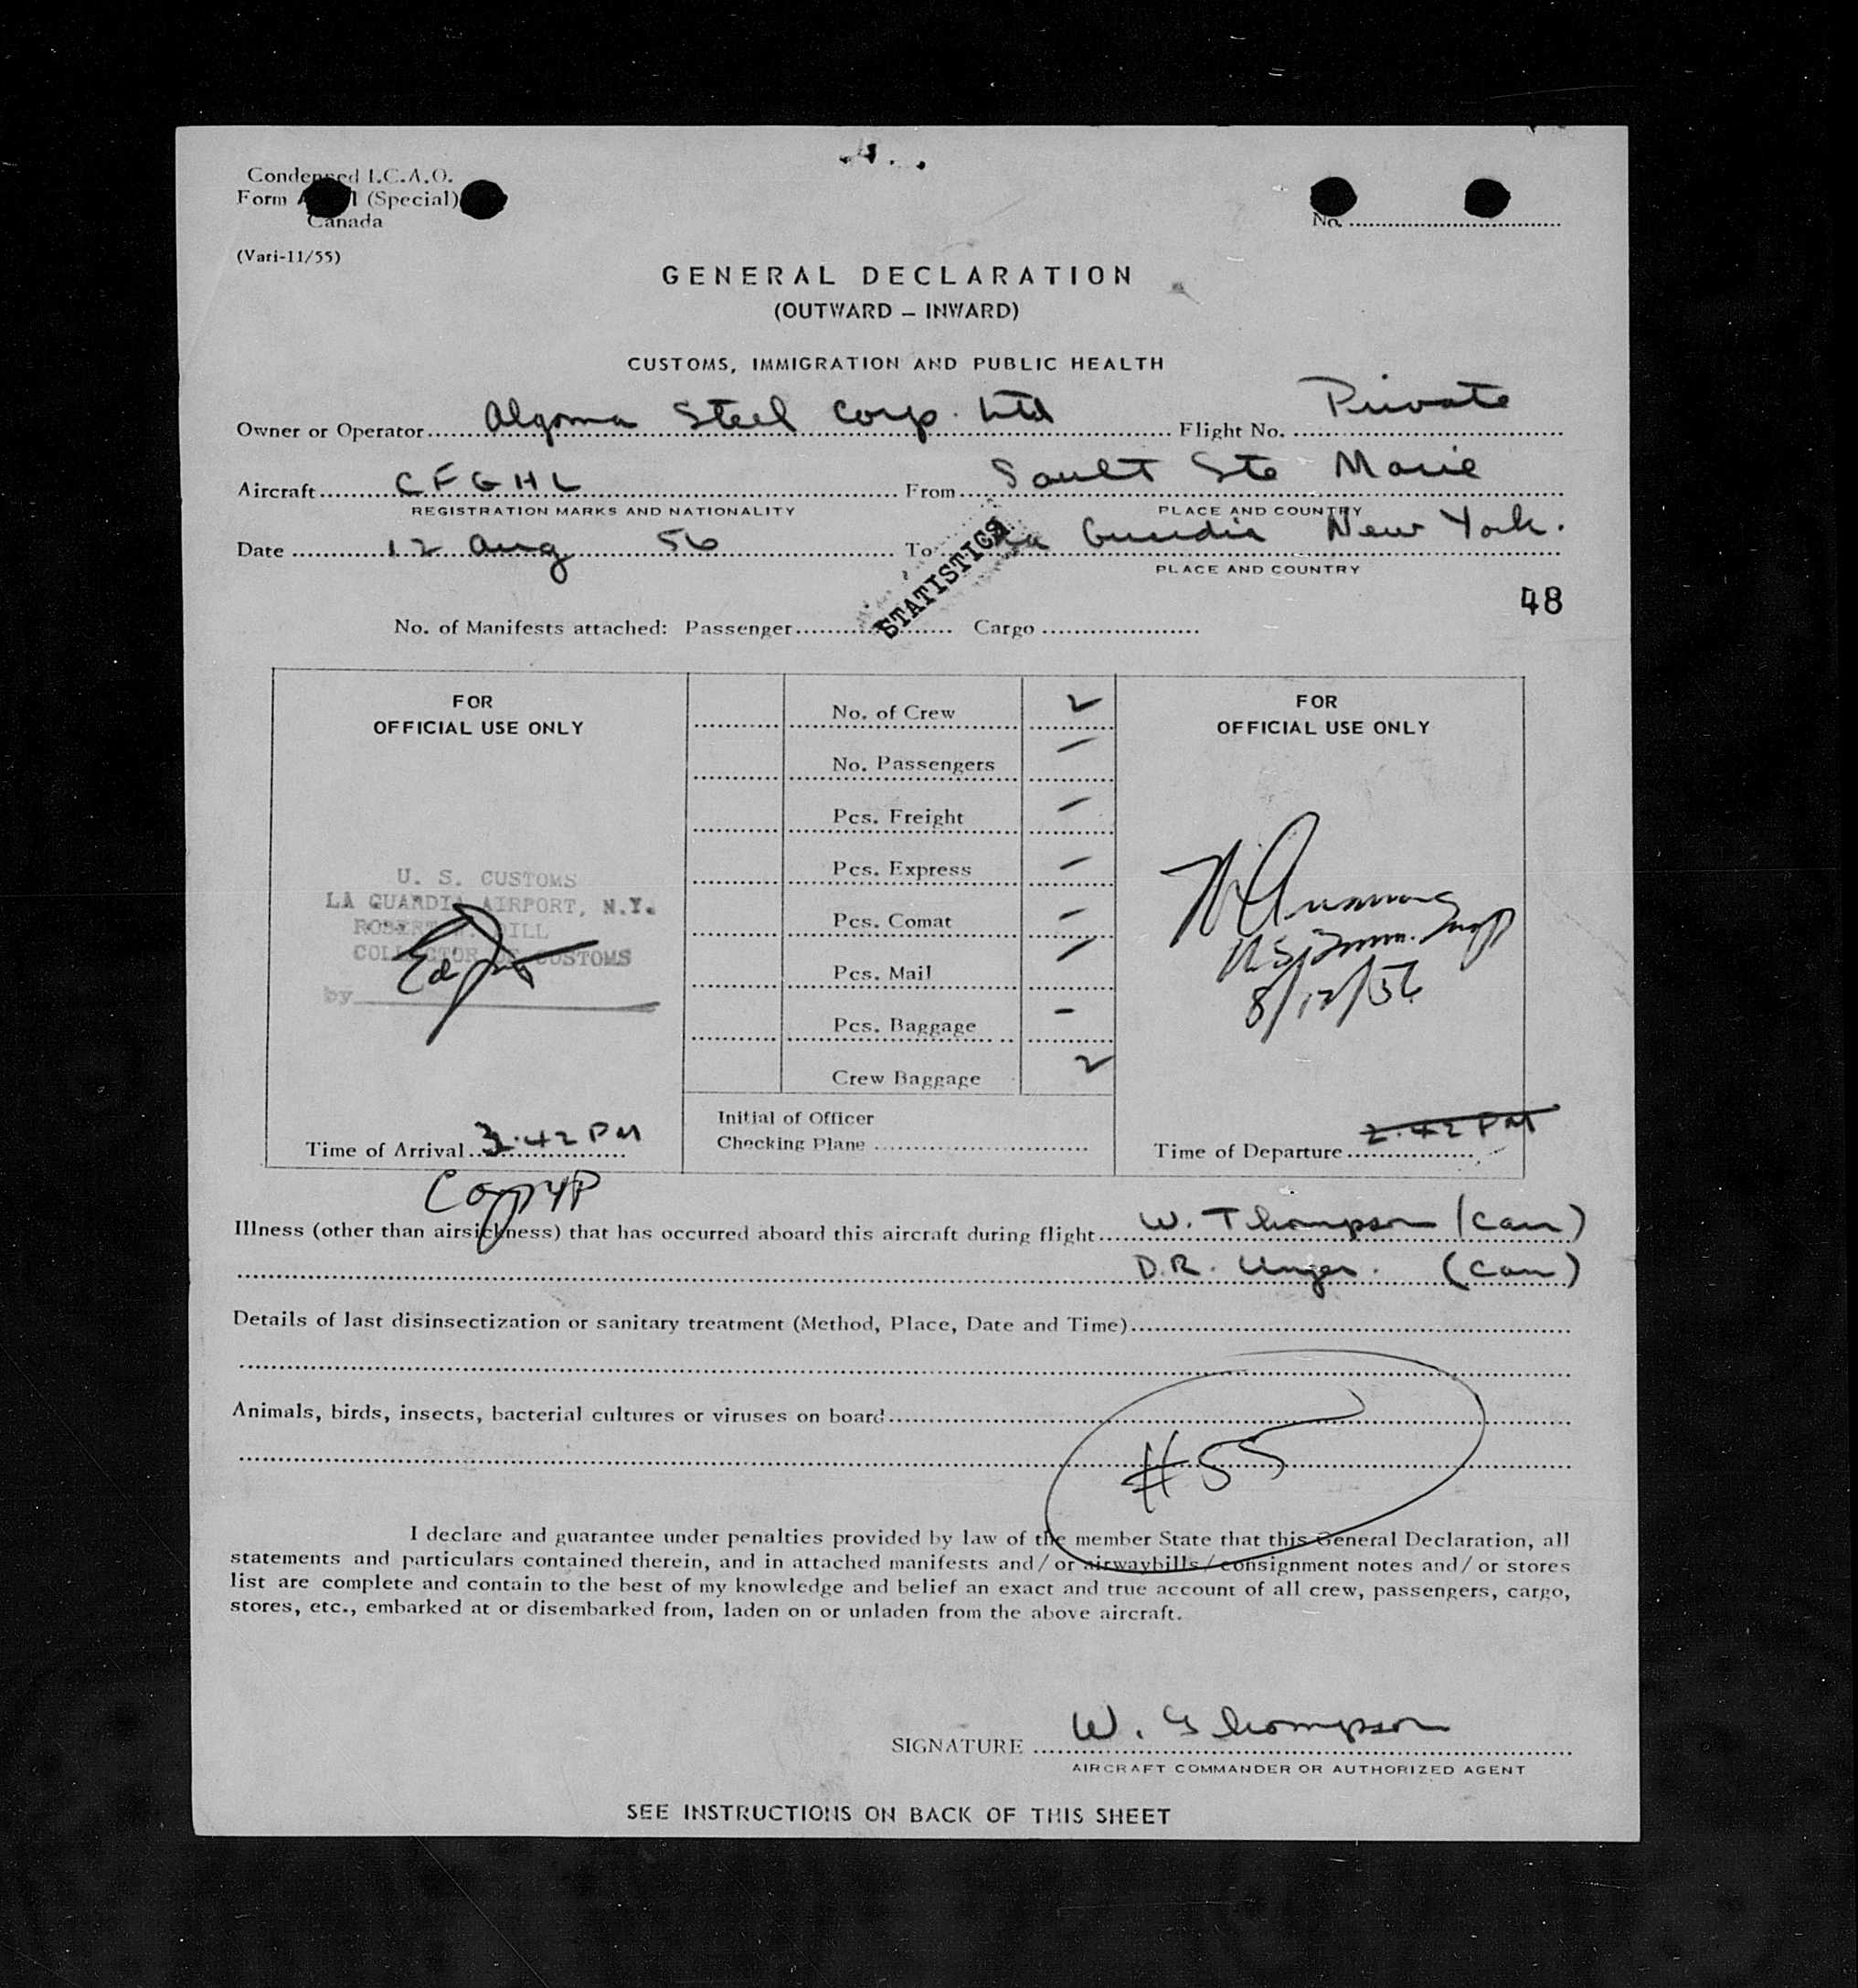 Condensed I.C.A.O.
Form (Special)
Canada
(Vari-11/55)
No.
GENERAL DECLARATION
(OUTWARD – INWARD)
CUSTOMS, IMMIGRATION AND PUBLIC HEALTH
Owner or Operator Algoma Steel Corp. Ltd Flight No. Private
Aircraft CFGHL From Sault Ste Marie
REGISTRATION MARKS AND NATIONALITY PLACE AND COUNTRY
Date 12 Aug 56 To La Guardia New York.
PLACE AND COUNTRY
STATISTICS
48
No. of Manifests attached: Passenger Cargo
FOR
OFFICIAL USE ONLY
U. S. CUSTOMS
LA GUARDIA AIRPORT, N.Y.
ROBERT W. DILL
COLLECTOR OF CUSTOMS
by
Time of Arrival 3:42 PM
No. of Crew 2
No. Passengers –
Pcs. Freight –
Pcs. Express –
Pcs. Comat –
Pcs. Mail –
Pcs. Baggage –
Crew Baggage 2
Initial of Officer
Checking Plane
FOR
OFFICIAL USE ONLY
US Imm. Insp
8/12/56
Time of Departure 2:42 PM
Illness (other than airsickness) that has occurred aboard this aircraft during flight W. Thompson (Can)
D.R. Unger. (Can)
Details of last disinsectization or sanitary treatment (Method, Place, Date and Time)
Animals, birds, insects, bacterial cultures or viruses on board
#55
I declare and guarantee under penalties provided by law of the member State that this General Declaration, all
statements and particulars contained therein, and in attached manifests and/or airwaybills/consignment notes and/or stores
list are complete and contain to the best of my knowledge and belief an exact and true account of all crew, passengers, cargo,
stores, etc., embarked at or disembarked from, laden on or unladen from the above aircraft.
SIGNATURE W. Thompson
AIRCRAFT COMMANDER OR AUTHORIZED AGENT
SEE INSTRUCTIONS ON BACK OF THIS SHEET